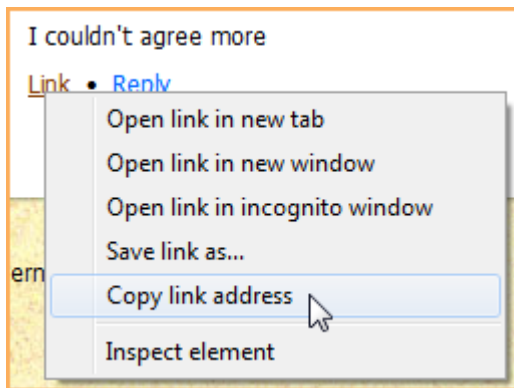 I couldn't agree more
Link • Reply
Open link in new tab
Open link in new window
Open link in incognito window
Save link as...
ern
Copy link address
Inspect element